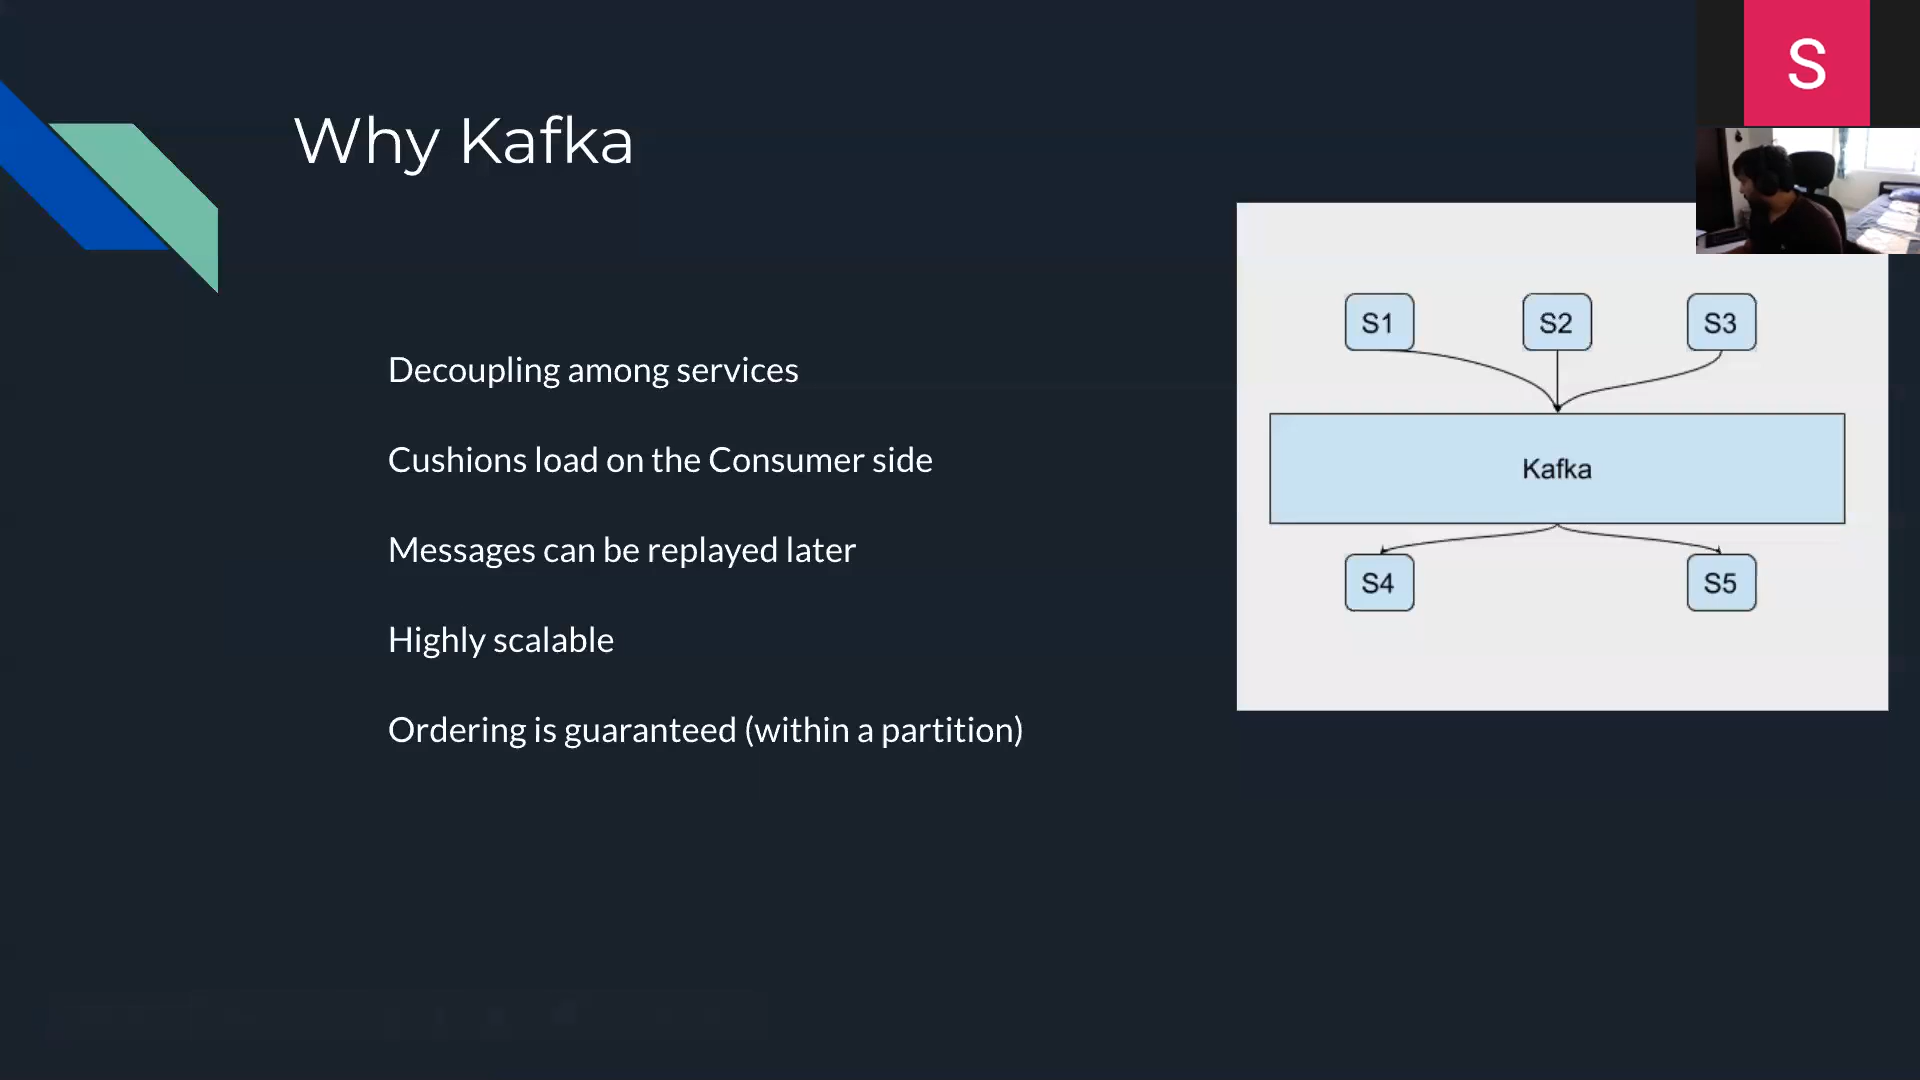 Why Kafka
Decoupling among services
Cushions load on the Consumer side
Messages can be replayed later
Highly scalable
Ordering is guaranteed (within a partition)
S
S1 S2 S3
Kafka
S4 S5